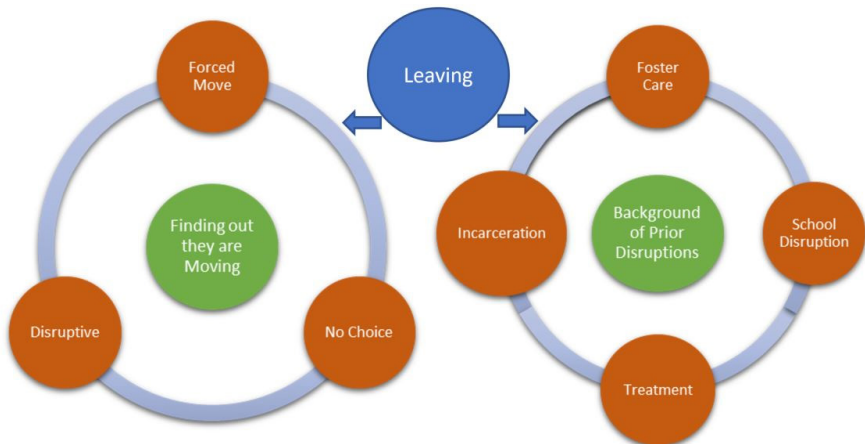 Leaving
Forced
Move
Finding out
they are
Moving
Disruptive
No Choice
Foster
Care
Incarceration
Background
of Prior
Disruptions
School
Disruption
Treatment